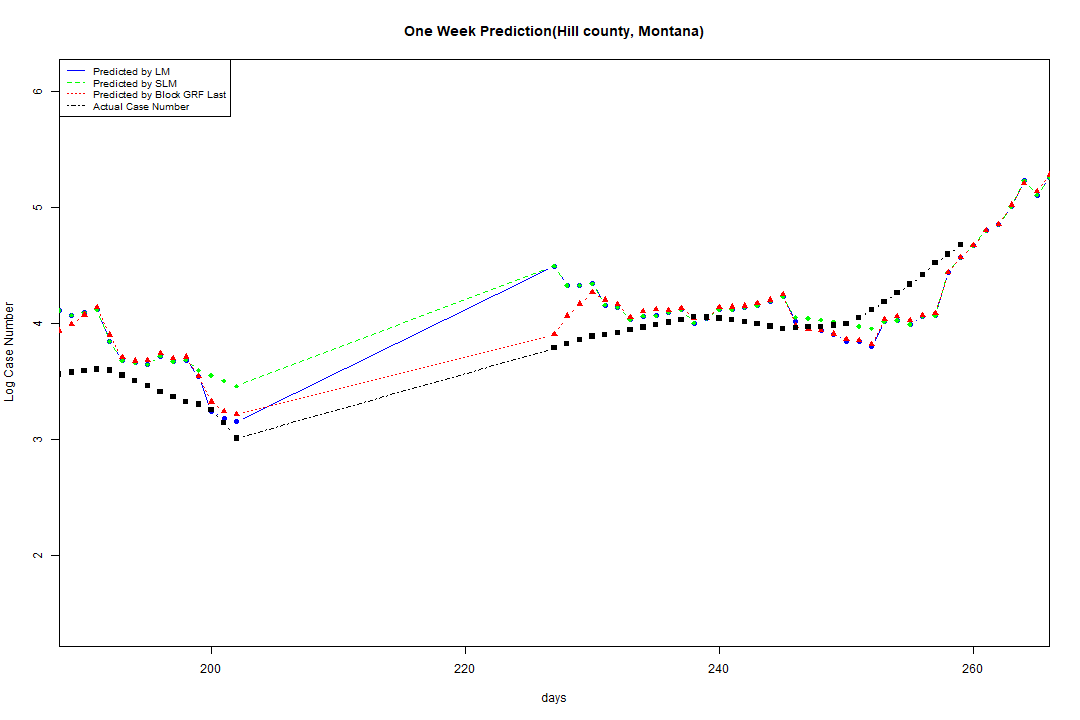 One Week Prediction(Hill county, Montana)
Predicted by LM
Predicted by SLM
Predicted by Block GRF Last
Actual Case Number
6
5
4
3
2
Log Case Number
200
220
240
260
days